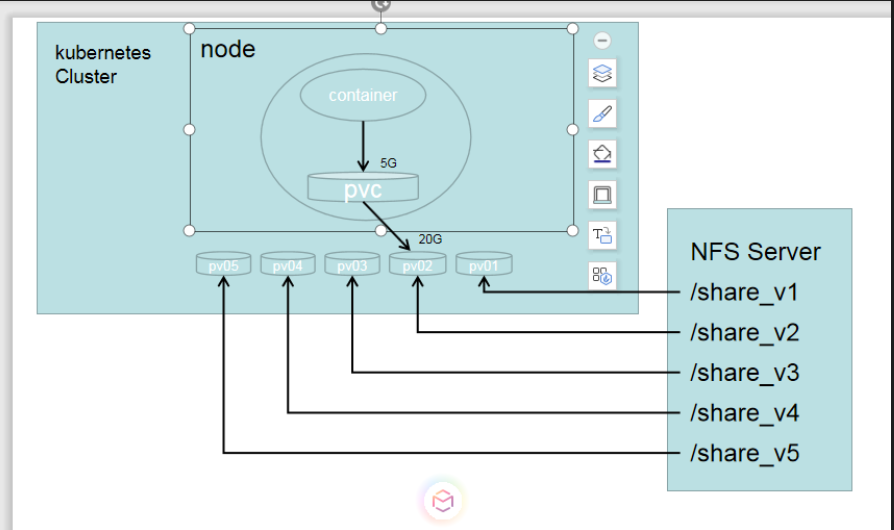 kubernetes
Cluster
node
container
5G
pvc
20G
pv05 pv04 pv03 pv02 pv01
NFS Server
/share_v1
/share_v2
/share_v3
/share_v4
/share_v5